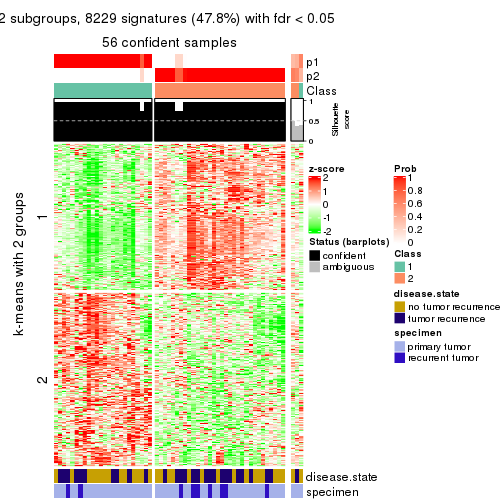 2 subgroups, 8229 signatures (47.8%) with fdr < 0.05
56 confident samples
p1
p2
Class
1
0.5
0
Silhouette
score
k-means with 2 groups
1
2
z-score
2
1
0
-1
-2
Status (barplots)
confident
ambiguous
Prob
1
0.8
0.6
0.4
0.2
0
Class
1
2
disease.state
no tumor recurrence
tumor recurrence
specimen
primary tumor
recurrent tumor
disease.state
specimen